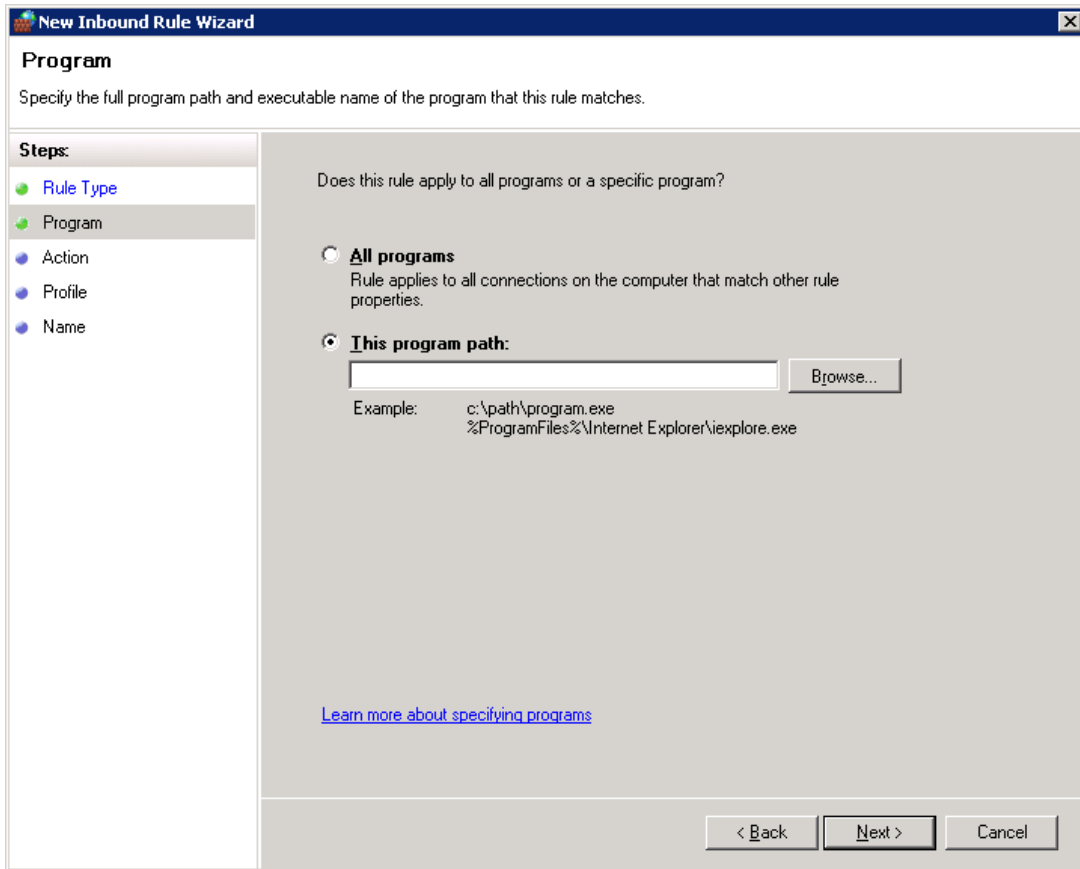 New Inbound Rule Wizard
Program
Specify the full program path and executable name of the program that this rule matches.
Steps:
Rule Type
Program
Action
Profile
Name
Does this rule apply to all programs or a specific program?
All programs
Rule applies to all connections on the computer that match other rule
properties.
This program path:
Browse...
Example: c:\path\program.exe
%ProgramFiles%\Internet Explorer\iexplore.exe
Learn more about specifying programs
< Back Next > Cancel